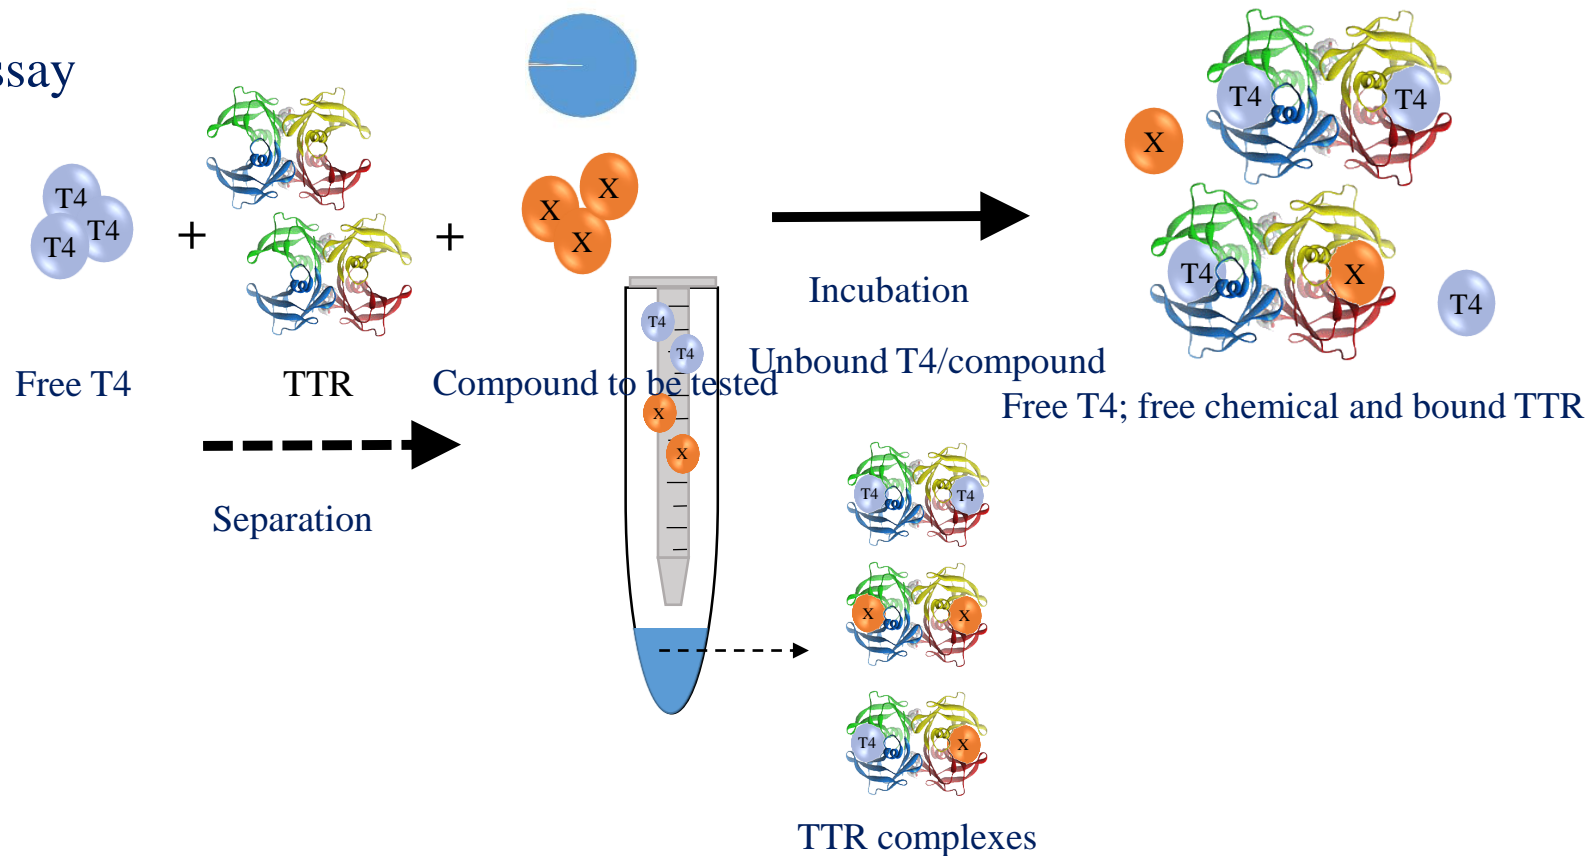 ssay
T4
T4
T4
+
+
X
X
X
T4
T4
X
T4
X
T4
Incubation
Free T4
TTR
Compound to be tested
Unbound T4/compound
Free T4; free chemical and bound TTR
T4
T4
X
X
Separation
T4
T4
X
X
T4
X
TTR complexes